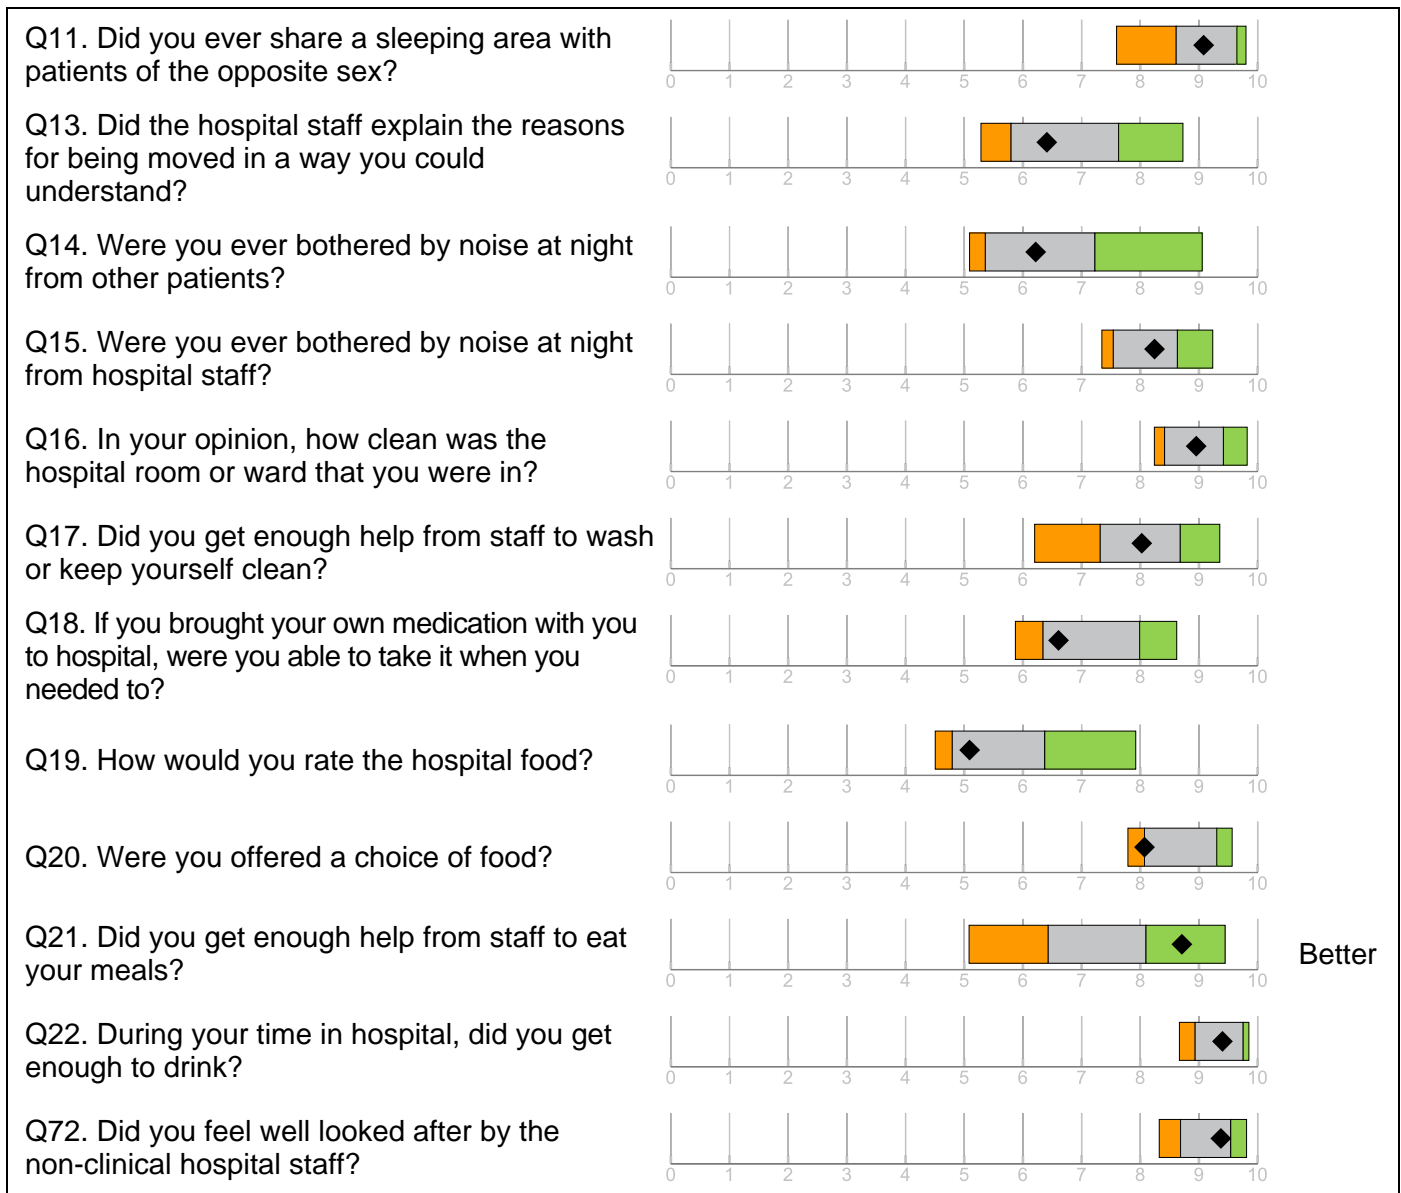 Q11. Did you ever share a sleeping area with
patients of the opposite sex?
0 1 2 3 4 5 6 7 8 9 10
Q13. Did the hospital staff explain the reasons
for being moved in a way you could
understand?
0 1 2 3 4 5 6 7 8 9 10
Q14. Were you ever bothered by noise at night
from other patients?
0 1 2 3 4 5 6 7 8 9 10
Q15. Were you ever bothered by noise at night
from hospital staff?
0 1 2 3 4 5 6 7 8 9 10
Q16. In your opinion, how clean was the
hospital room or ward that you were in?
0 1 2 3 4 5 6 7 8 9 10
Q17. Did you get enough help from staff to wash
or keep yourself clean?
0 1 2 3 4 5 6 7 8 9 10
Q18. If you brought your own medication with you
to hospital, were you able to take it when you
needed to?
0 1 2 3 4 5 6 7 8 9 10
Q19. How would you rate the hospital food?
0 1 2 3 4 5 6 7 8 9 10
Q20. Were you offered a choice of food?
0 1 2 3 4 5 6 7 8 9 10
Q21. Did you get enough help from staff to eat
your meals?
Better
0 1 2 3 4 5 6 7 8 9 10
Q22. During your time in hospital, did you get
enough to drink?
0 1 2 3 4 5 6 7 8 9 10
Q72. Did you feel well looked after by the
non-clinical hospital staff?
0 1 2 3 4 5 6 7 8 9 10